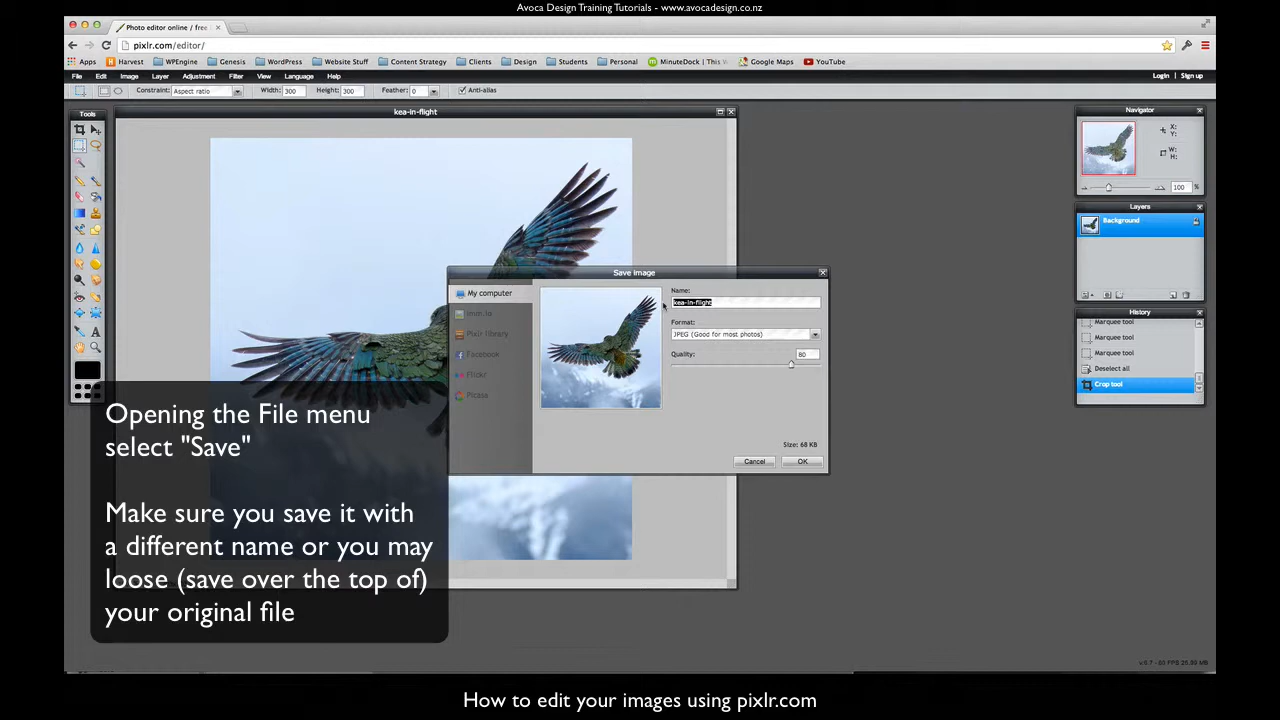 Avoca Design Training Tutorials - www.avocadesign.co.nz
Photo editor online / free
pixlr.com/editor/
Apps Harvest WPEngine Genesis WordPress Website Stuff Content Strategy Clients Design Students Personal MinuteDock | This Google Maps YouTube
File Edit Image Layer Adjustment Filter View Language Help
Login | Sign up
Constraint: Aspect ratio Width: 300 Height: 300 Feather: 0 Anti-alias
Tools
kea-in-flight
Navigator
X:
Y:
W:
H:
100 %
Layers
Background
History
Marquee tool
Marquee tool
Marquee tool
Deselect all
Crop tool
Save image
My computer
imm.io
Pixlr library
Facebook
Flickr
Picasa
Name:
kea-in-flight
Format:
JPEG (Good for most photos)
Quality:
80
Size: 68 KB
Cancel
OK
Opening the File menu
select "Save"
Make sure you save it with
a different name or you may
loose (save over the top of)
your original file
How to edit your images using pixlr.com